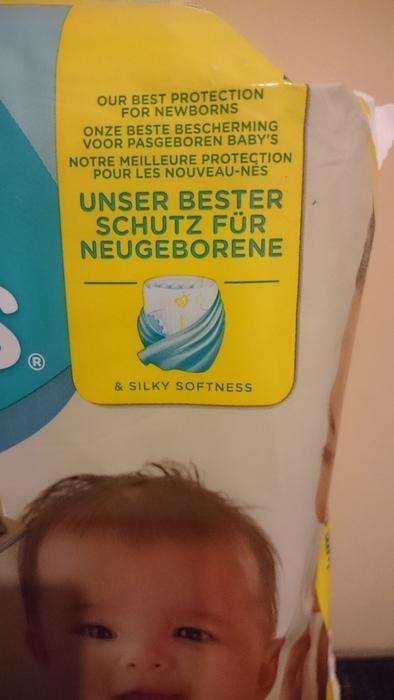 OUR BEST PROTECTION
FOR NEWBORNS
ONZE BESTE BESCHERMING
VOOR PASGEBOREN BABY'S
NOTRE MEILLEURE PROTECTION
POUR LES NOUVEAU-NÉS
UNSER BESTER
SCHUTZ FÜR
NEUGEBORENE
& SILKY SOFTNESS
S®